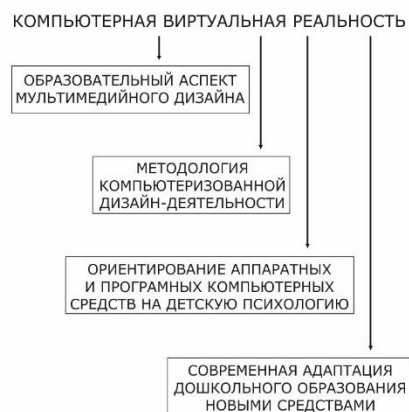 КОМПЬЮТЕРНАЯ ВИРТУАЛЬНАЯ РЕАЛЬНОСТЬ
ОБРАЗОВАТЕЛЬНЫЙ АСПЕКТ
МУЛЬТИМЕДИЙНОГО ДИЗАЙНА
МЕТОДОЛОГИЯ
КОМПЬЮТЕРИЗОВАННОЙ
ДИЗАЙН-ДЕЯТЕЛЬНОСТИ
ОРИЕНТИРОВАНИЕ АППАРАТНЫХ
И ПРОГРАМНЫХ КОМПЬЮТЕРНЫХ
СРЕДСТВ НА ДЕТСКУЮ ПСИХОЛОГИЮ
СОВРЕМЕННАЯ АДАПТАЦИЯ
ДОШКОЛЬНОГО ОБРАЗОВАНИЯ
НОВЫМИ СРЕДСТВАМИ